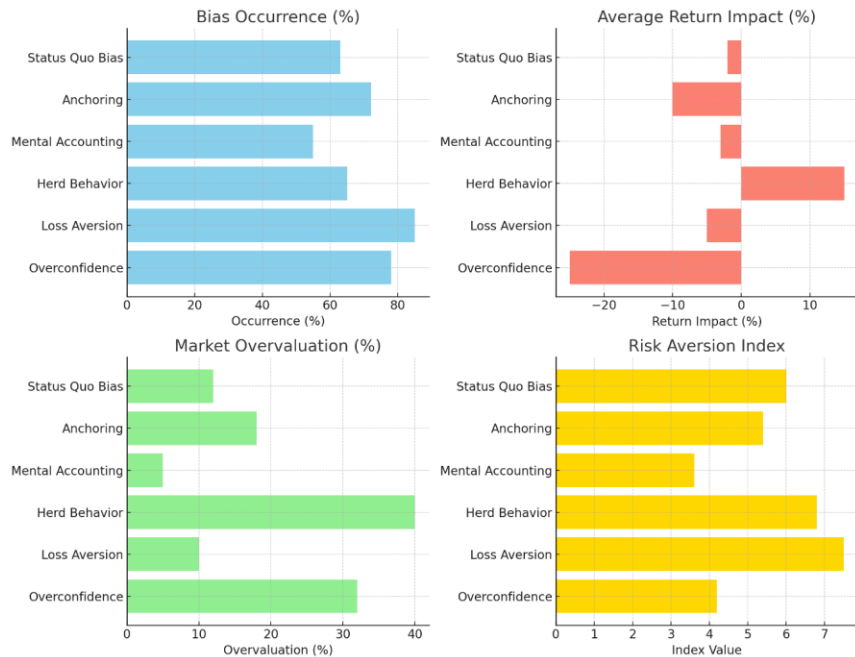 Bias Occurrence (%)
Status Quo Bias
Anchoring
Mental Accounting
Herd Behavior
Loss Aversion
Overconfidence
0 20 40 60 80
Occurrence (%)
Average Return Impact (%)
Status Quo Bias
Anchoring
Mental Accounting
Herd Behavior
Loss Aversion
Overconfidence
−20 −10 0 10
Return Impact (%)
Market Overvaluation (%)
Status Quo Bias
Anchoring
Mental Accounting
Herd Behavior
Loss Aversion
Overconfidence
0 10 20 30 40
Overvaluation (%)
Risk Aversion Index
Status Quo Bias
Anchoring
Mental Accounting
Herd Behavior
Loss Aversion
Overconfidence
0 1 2 3 4 5 6 7
Index Value